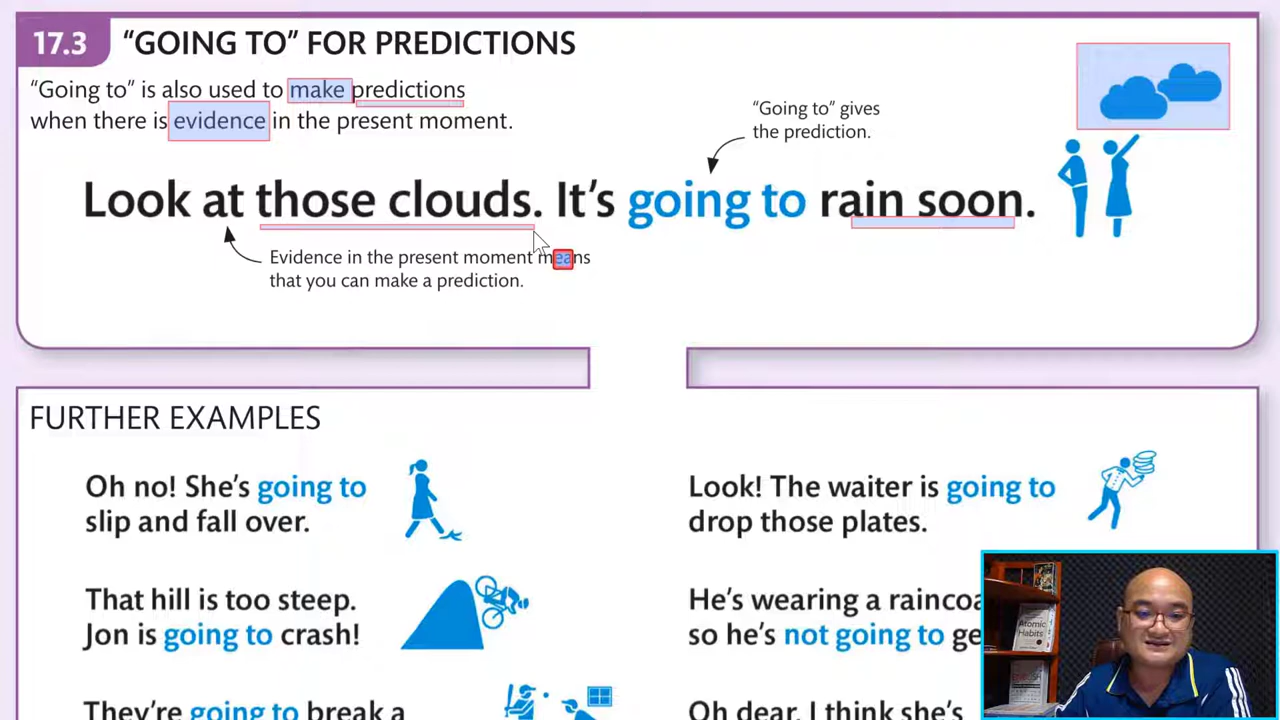 17.3 "GOING TO" FOR PREDICTIONS
"Going to" is also used to make predictions
when there is evidence in the present moment.
"Going to" gives
the prediction.
Look at those clouds. It's going to rain soon.
Evidence in the present moment means
that you can make a prediction.
FURTHER EXAMPLES
Oh no! She's going to
slip and fall over.
Look! The waiter is going to
drop those plates.
That hill is too steep.
Jon is going to crash!
He's wearing a
so he's not going to
They're going to break a
Oh dear. I think she's
Atomic
Habits